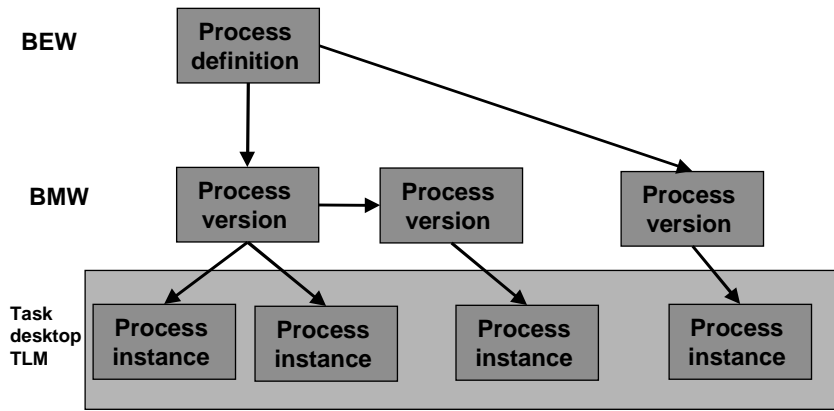 BEW
Process
definition
BMW
Process
version
Process
version
Process
version
Task
desktop
TLM
Process
instance
Process
instance
Process
instance
Process
instance